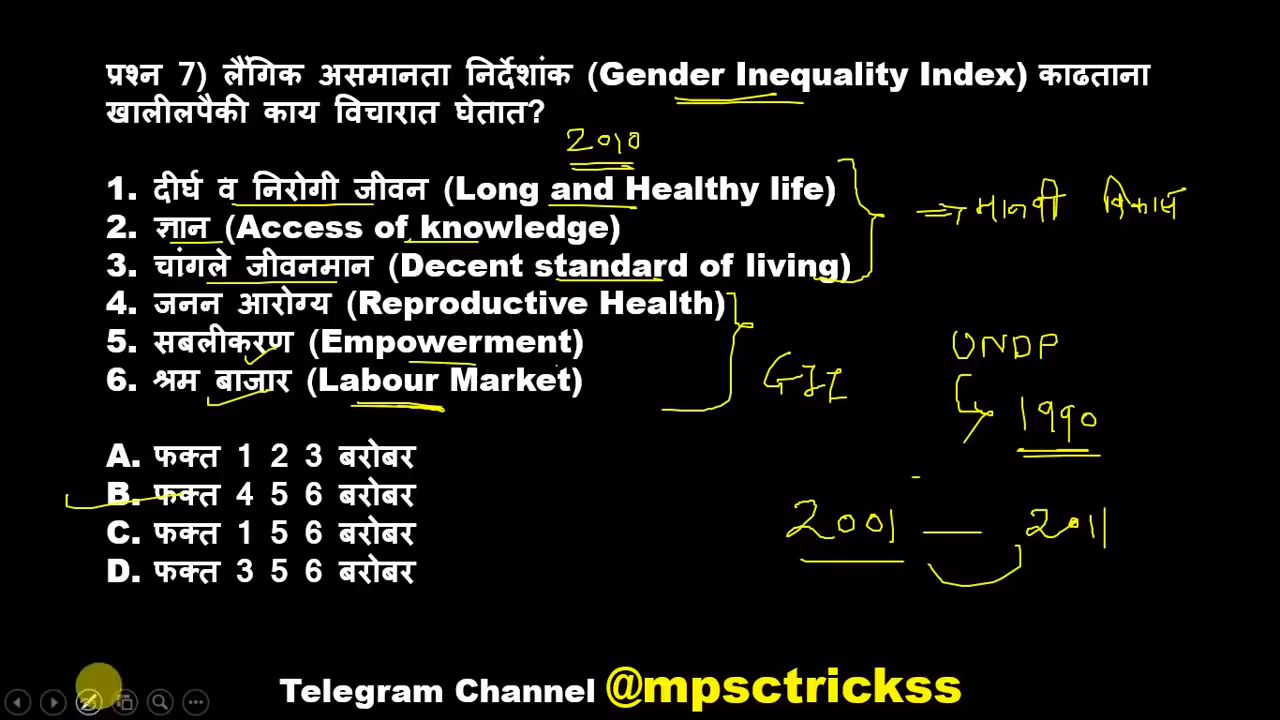 प्रश्न 7) लैंगिक असमानता निर्देशांक (Gender Inequality Index) काढताना
खालीलपैकी काय विचारात घेतात?
2010
1. दीर्घ व निरोगी जीवन (Long and Healthy life)
2. ज्ञान (Access of knowledge)
3. चांगले जीवनमान (Decent standard of living)
4. जनन आरोग्य (Reproductive Health)
5. सबलीकरण (Empowerment)
6. श्रम बाजार (Labour Market)
मानवी विकास
GII
UNDP
1990
A. फक्त 1 2 3 बरोबर
B. फक्त 4 5 6 बरोबर
C. फक्त 1 5 6 बरोबर
D. फक्त 3 5 6 बरोबर
2001 — 2011
Telegram Channel @mpsctrickss